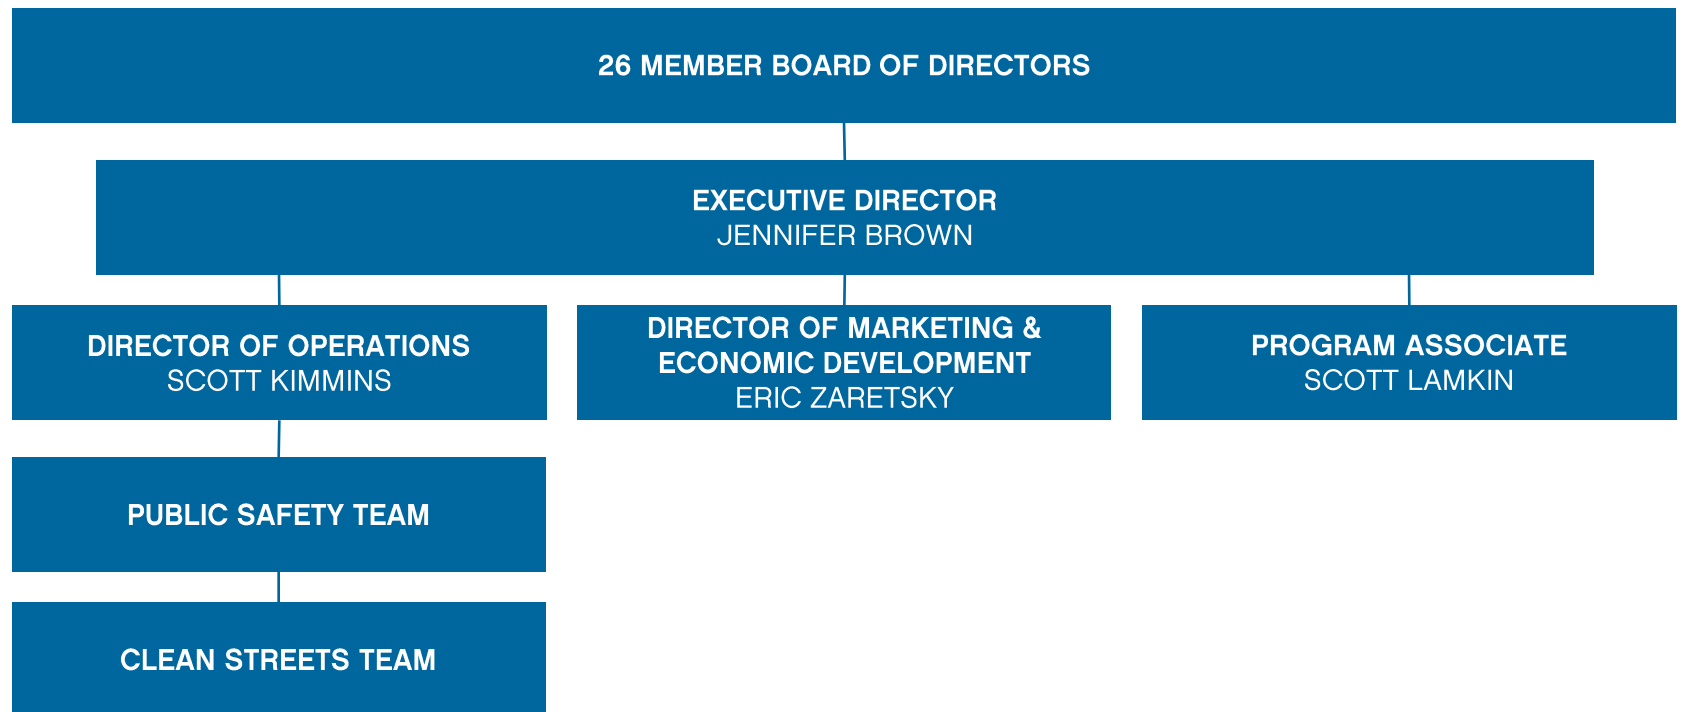 26 MEMBER BOARD OF DIRECTORS
EXECUTIVE DIRECTOR
JENNIFER BROWN
DIRECTOR OF OPERATIONS
SCOTT KIMMINS
DIRECTOR OF MARKETING &
ECONOMIC DEVELOPMENT
ERIC ZARETSKY
PROGRAM ASSOCIATE
SCOTT LAMKIN
PUBLIC SAFETY TEAM
CLEAN STREETS TEAM